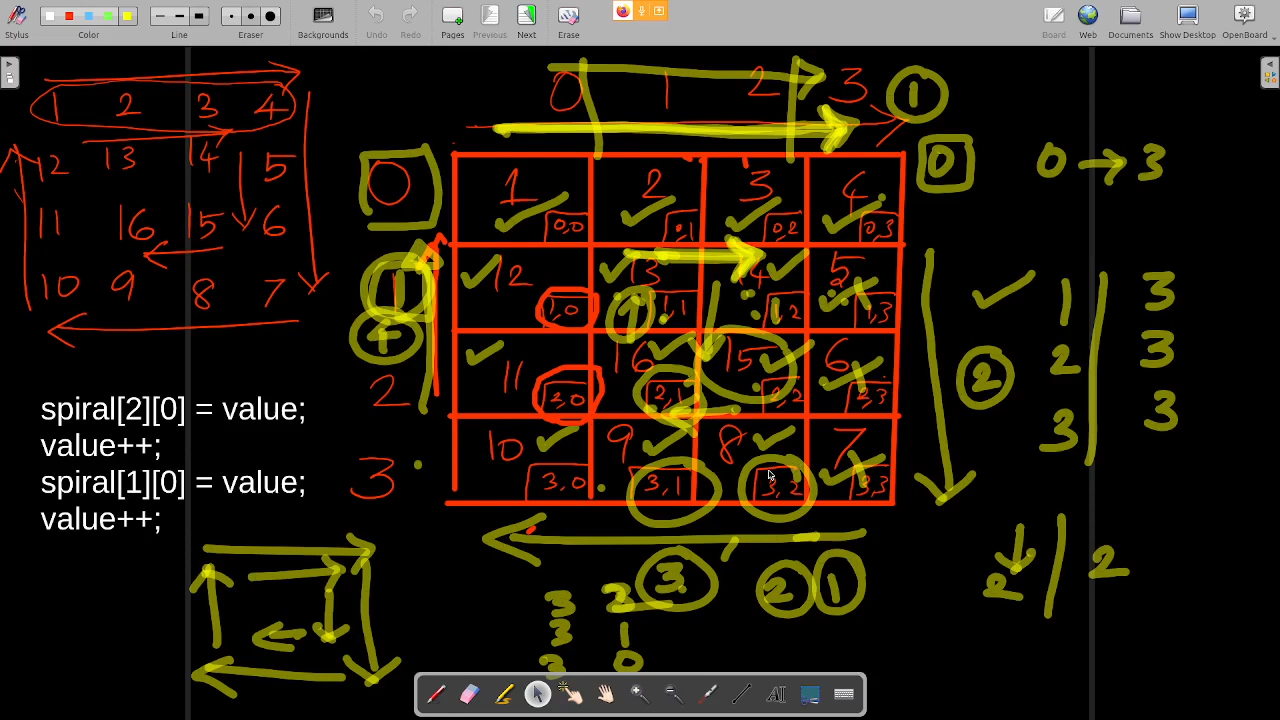 Stylus
Color
Line
Eraser
Backgrounds
Undo
Redo
Pages
Previous
Next
Erase
Board
Web
Documents
Show Desktop
OpenBoard
1 2 3 4
12 13 14 5
11 16 15 6
10 9 8 7
0 1 2 3 1
0 1 2 3 4 0 0 → 3
0,0 0,1 0,2 0,3
1 12 13 14 5 1 3
1,0 1,1 1,2 1,3
4 1
2 11 16 15 6 2 2 3
2,0 2,1 2,2 2,3
3 10 9 8 7 3 3
3,0 3,1 3,2 3,3
spiral[2][0] = value;
value++;
spiral[1][0] = value;
value++;
3 2 1
2 2
3 2
3 1
3 0
AI